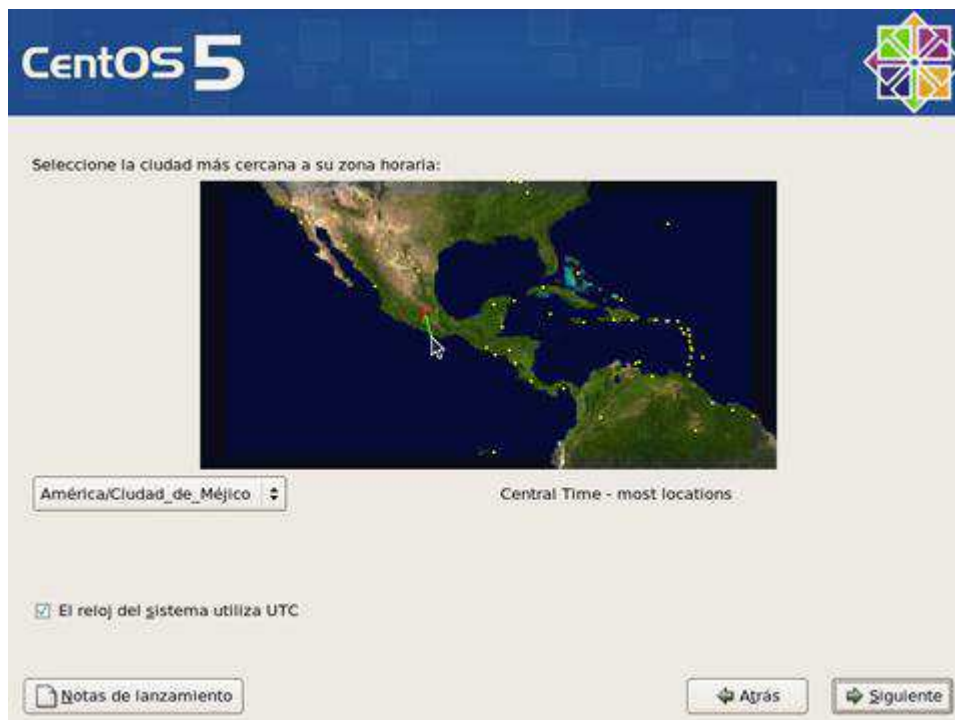 CentOS 5
Seleccione la ciudad más cercana a su zona horaria:
América/Ciudad_de_Méjico
Central Time - most locations
El reloj del sistema utiliza UTC
Notas de lanzamiento
Atrás
Siguiente